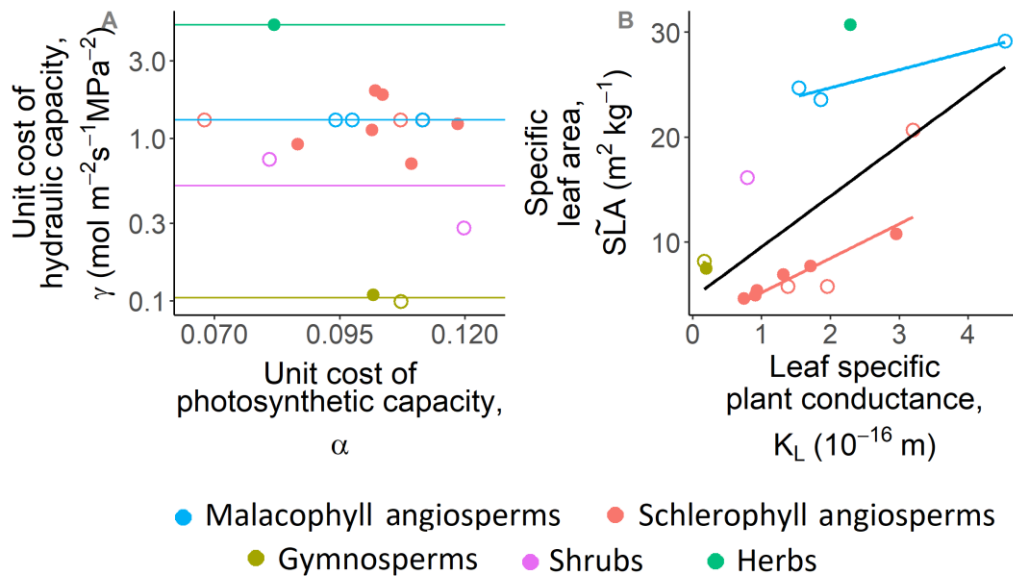 A
Unit cost of
hydraulic capacity,
γ (mol m⁻²s⁻¹MPa⁻²)
3.0
1.0
0.3
0.1
0.070
0.095
0.120
Unit cost of
photosynthetic capacity,
α
B
Specific
leaf area,
S̃LA (m² kg⁻¹)
30
20
10
0
1
2
3
4
Leaf specific
plant conductance,
K_L (10⁻¹⁶ m)
Malacophyll angiosperms
Schlerophyll angiosperms
Gymnosperms
Shrubs
Herbs